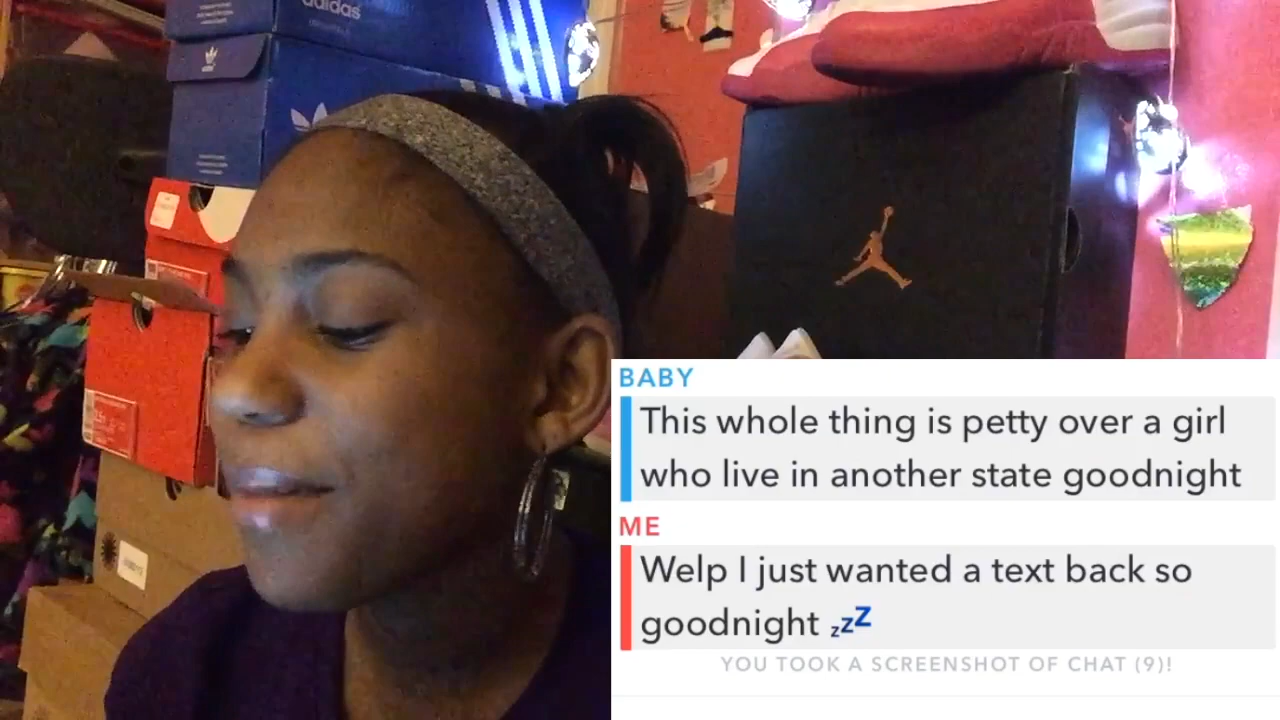 adidas
BABY
This whole thing is petty over a girl
who live in another state goodnight
ME
Welp I just wanted a text back so
goodnight zzZ
YOU TOOK A SCREENSHOT OF CHAT (9)!